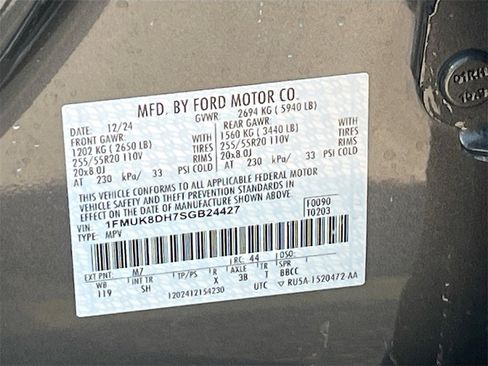 MFD. BY FORD MOTOR CO.
DATE: 12/24 GVWR: 2694 KG ( 5940 LB)
FRONT GAWR: REAR GAWR:
1202 KG ( 2650 LB) 1560 KG ( 3440 LB)
255/55R20 110V 255/55R20 110V
20x8.0J RIMS 20x8.0J RIMS
AT 230 kPa/ 33 PSI COLD AT 230 kPa/ 33 PSI COLD
THIS VEHICLE CONFORMS TO ALL APPLICABLE FEDERAL MOTOR
VEHICLE SAFETY AND THEFT PREVENTION STANDARDS IN
EFFECT ON THE DATE OF MANUFACTURE SHOWN ABOVE.
VIN: 1FMUK8DH7SGB24427 F0090
TYPE: MPV T0203
EXT PNT: M7 RC: 44 DSO:
WB INT TR TP/PS R AXLE TR SPR
119 SH X 3B T BBCC
1202412154230 UTC RU5A-1520472-AA